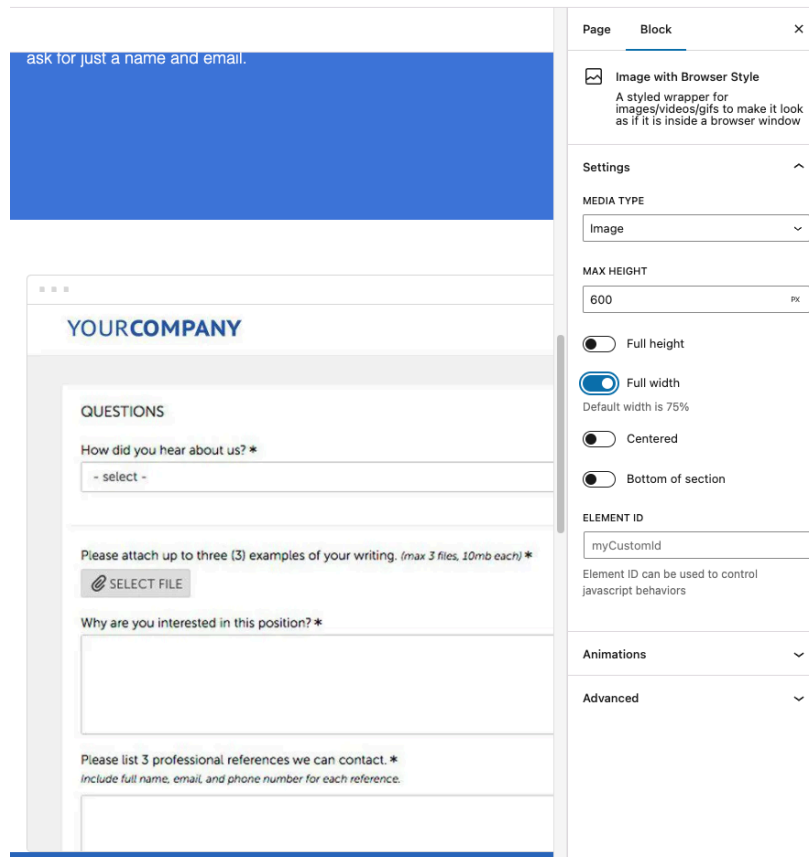 ask for just a name and email.
YOURCOMPANY
QUESTIONS
How did you hear about us? *
- select -
Please attach up to three (3) examples of your writing. (max 3 files, 10mb each) *
SELECT FILE
Why are you interested in this position? *
Please list 3 professional references we can contact. *
include full name, email, and phone number for each reference.
Page Block
Image with Browser Style
A styled wrapper for
images/videos/gifs to make it look
as if it is inside a browser window
Settings
MEDIA TYPE
Image
MAX HEIGHT
600 PX
Full height
Full width
Default width is 75%
Centered
Bottom of section
ELEMENT ID
myCustomId
Element ID can be used to control
javascript behaviors
Animations
Advanced